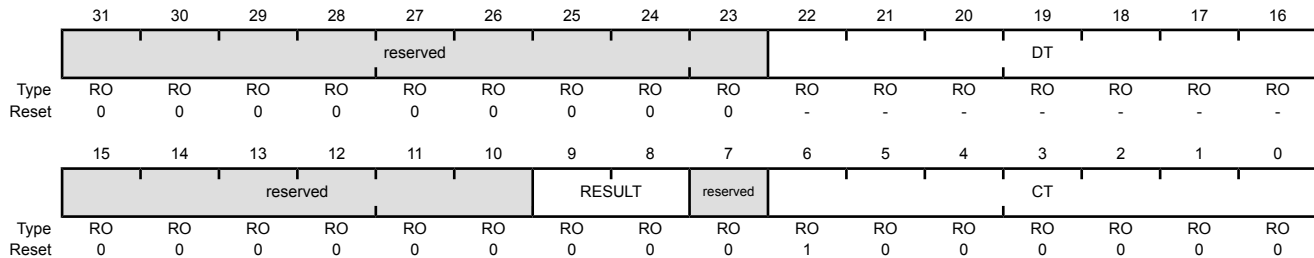 31 30 29 28 27 26 25 24 23 22 21 20 19 18 17 16
reserved DT
Type RO RO RO RO RO RO RO RO RO RO RO RO RO RO RO RO
Reset 0 0 0 0 0 0 0 0 0 - - - - - - -
15 14 13 12 11 10 9 8 7 6 5 4 3 2 1 0
reserved RESULT reserved CT
Type RO RO RO RO RO RO RO RO RO RO RO RO RO RO RO RO
Reset 0 0 0 0 0 0 0 0 0 1 0 0 0 0 0 0